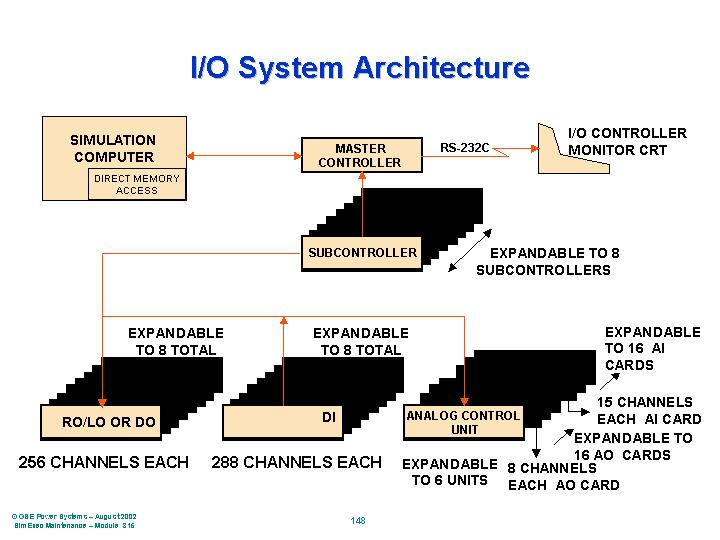 I/O System Architecture
SIMULATION
COMPUTER
DIRECT MEMORY
ACCESS
MASTER
CONTROLLER
RS-232C
I/O CONTROLLER
MONITOR CRT
SUBCONTROLLER
EXPANDABLE TO 8
SUBCONTROLLERS
EXPANDABLE
TO 8 TOTAL
EXPANDABLE
TO 8 TOTAL
EXPANDABLE
TO 16 AI
CARDS
RO/LO OR DO
DI
ANALOG CONTROL
UNIT
15 CHANNELS
EACH AI CARD
EXPANDABLE TO
16 AO CARDS
256 CHANNELS EACH
288 CHANNELS EACH
EXPANDABLE
TO 6 UNITS
8 CHANNELS
EACH AO CARD
© GSE Power Systems – August 2002
SimExec Maintenance – Module S16
148